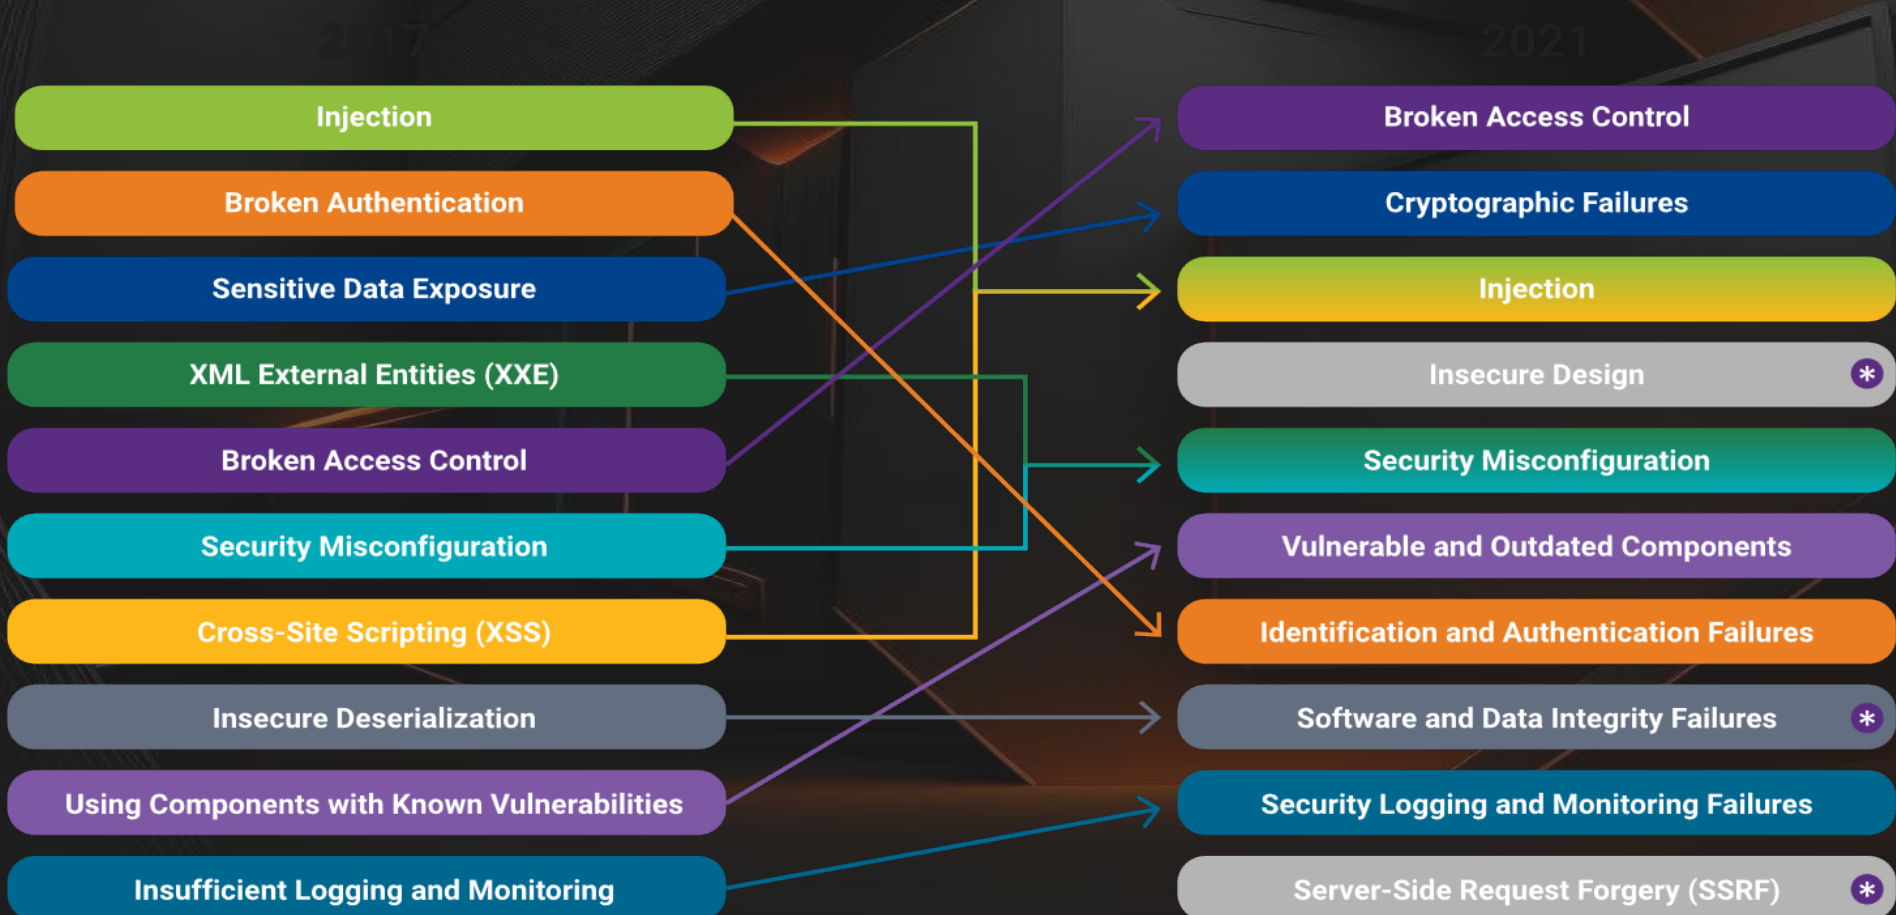 2017
2021
Injection
Broken Authentication
Sensitive Data Exposure
XML External Entities (XXE)
Broken Access Control
Security Misconfiguration
Cross-Site Scripting (XSS)
Insecure Deserialization
Using Components with Known Vulnerabilities
Insufficient Logging and Monitoring
Broken Access Control
Cryptographic Failures
Injection
Insecure Design *
Security Misconfiguration
Vulnerable and Outdated Components
Identification and Authentication Failures
Software and Data Integrity Failures *
Security Logging and Monitoring Failures
Server-Side Request Forgery (SSRF) *